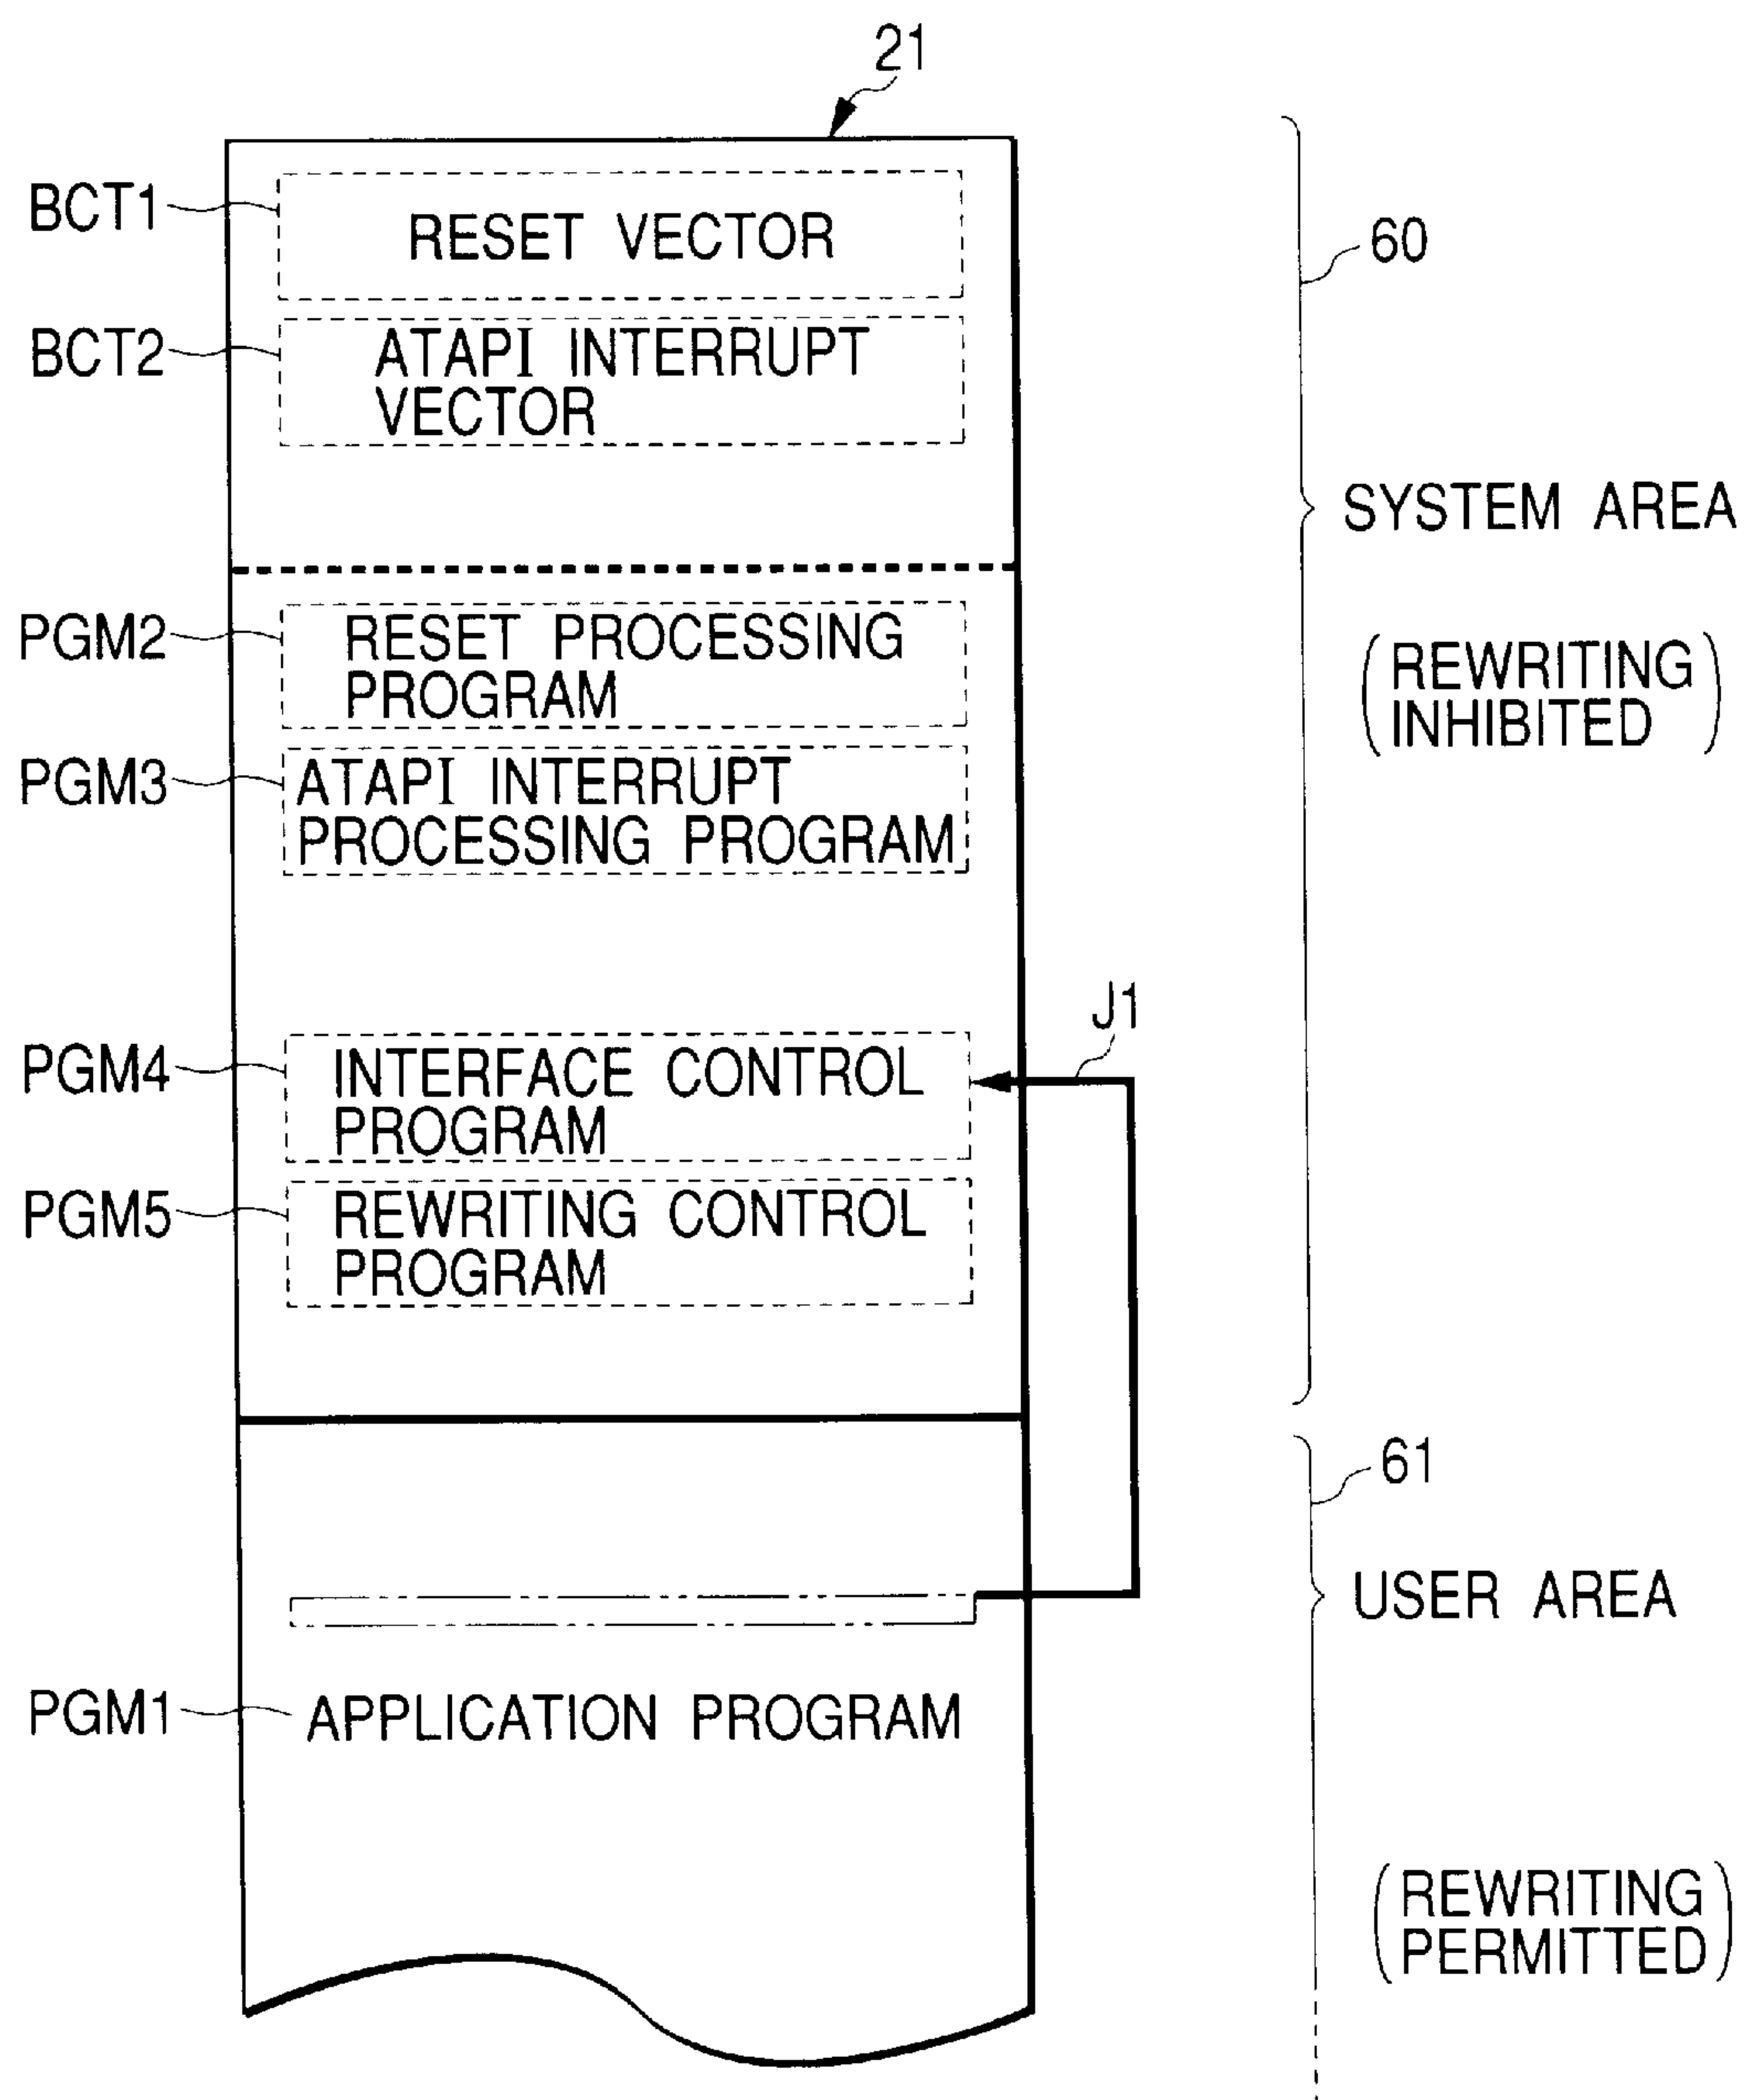 21
BCT1
RESET VECTOR
60
BCT2
ATAPI INTERRUPT
VECTOR
SYSTEM AREA
(REWRITING
INHIBITED)
PGM2
RESET PROCESSING
PROGRAM
PGM3
ATAPI INTERRUPT
PROCESSING PROGRAM
J1
PGM4
INTERFACE CONTROL
PROGRAM
PGM5
REWRITING CONTROL
PROGRAM
61
USER AREA
PGM1
APPLICATION PROGRAM
(REWRITING
PERMITTED)